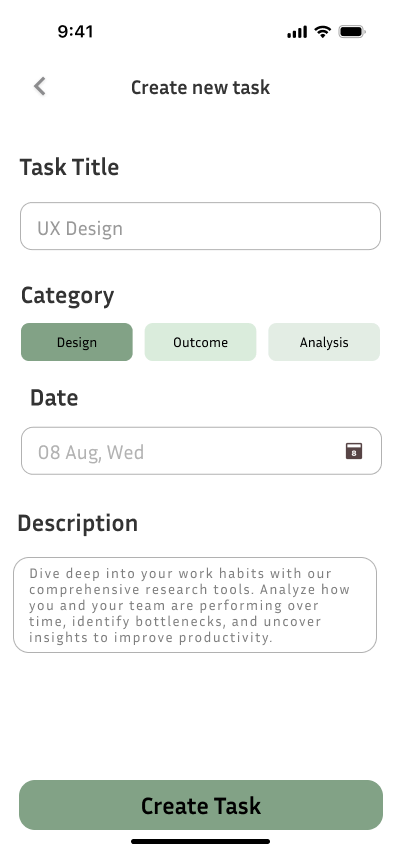 9:41
Create new task
Task Title
UX Design
Category
Design Outcome Analysis
Date
08 Aug, Wed
8
Description
Dive deep into your work habits with our
comprehensive research tools. Analyze how
you and your team are performing over
time, identify bottlenecks, and uncover
insights to improve productivity.
Create Task